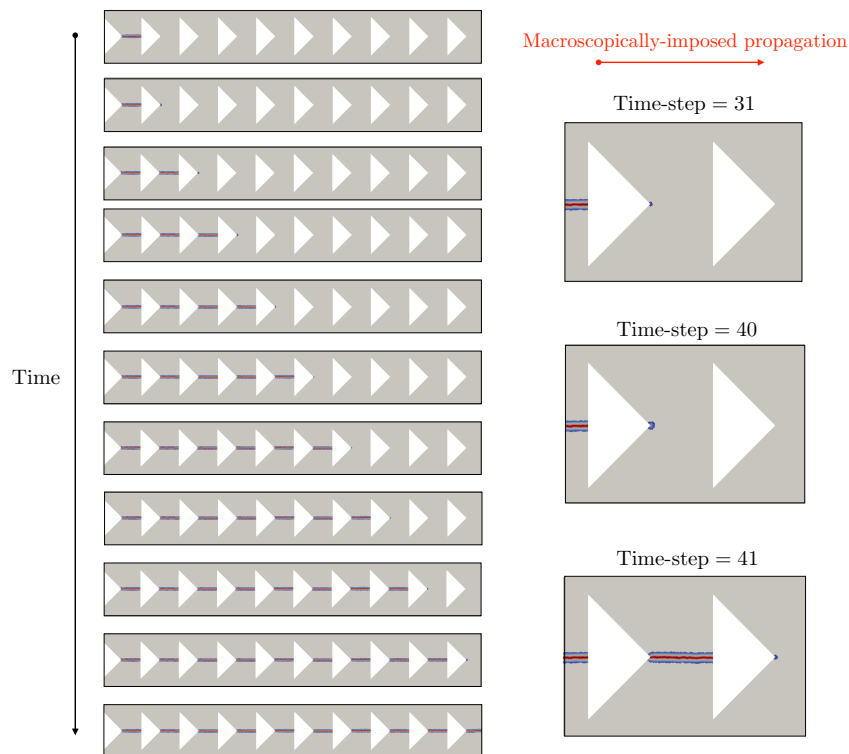 Macroscopically-imposed propagation
Time-step = 31
Time-step = 40
Time
Time-step = 41